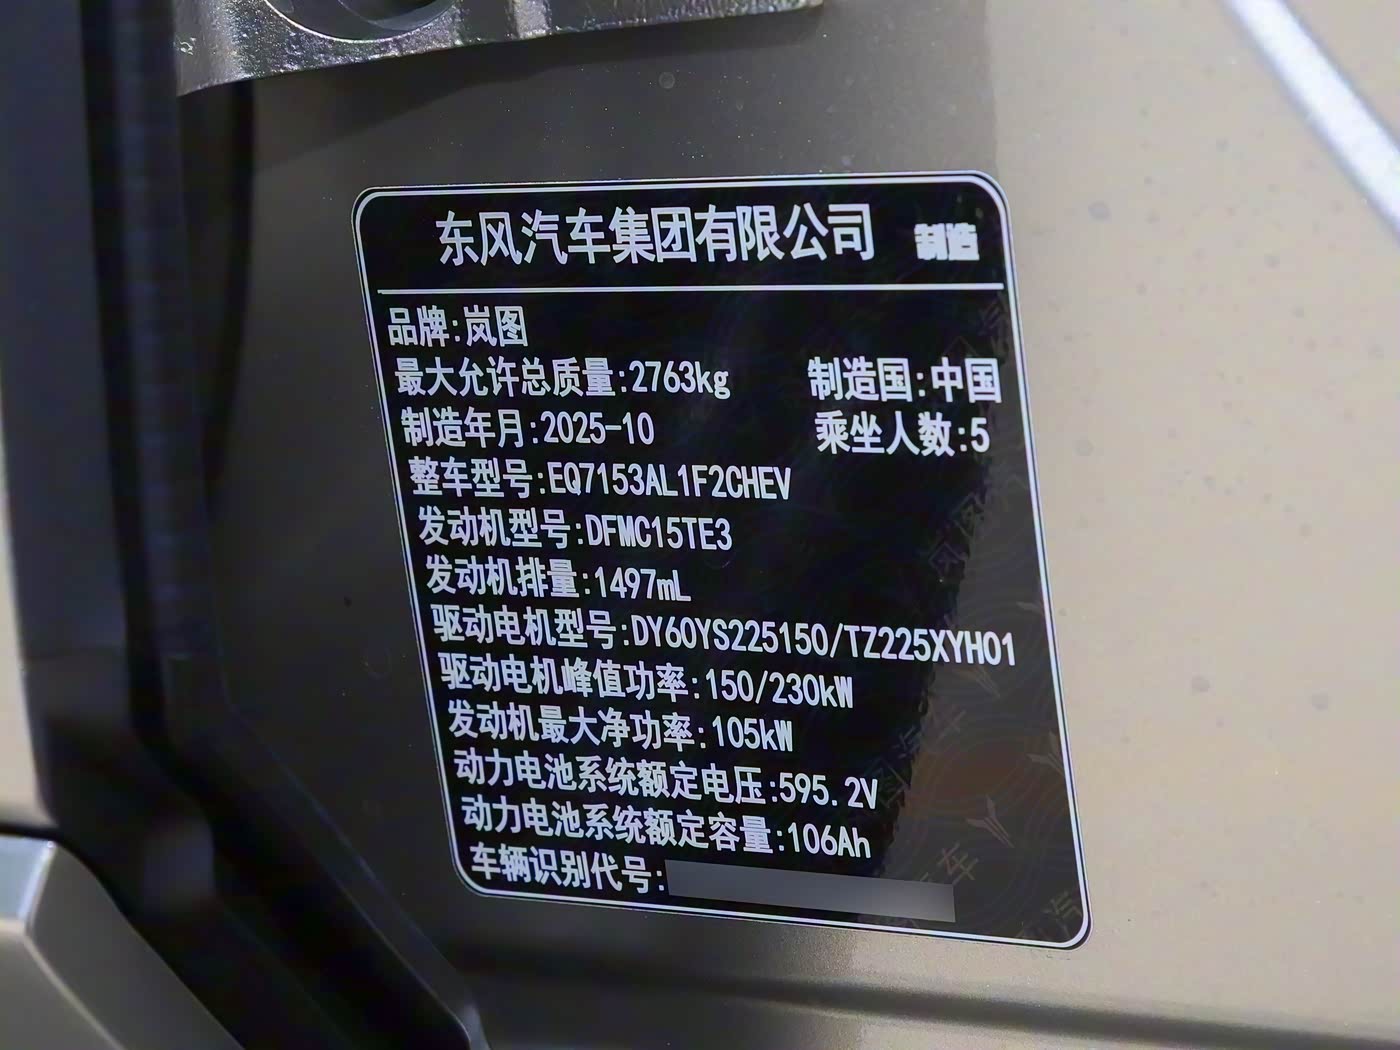 东风汽车集团有限公司 制造
品牌:岚图
最大允许总质量:2763kg 制造国:中国
制造年月:2025-10 乘坐人数:5
整车型号:EQ7153AL1F2CHEV
发动机型号:DFMC15TE3
发动机排量:1497mL
驱动电机型号:DY60YS225150/TZ225XYH01
驱动电机峰值功率:150/230kW
发动机最大净功率:105kW
动力电池系统额定电压:595.2V
动力电池系统额定容量:106Ah
车辆识别代号: